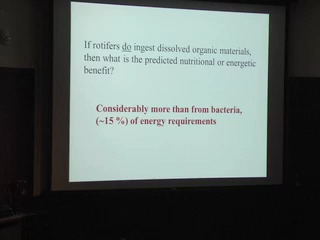 If rotifers do ingest dissolved organic materials,
then what is the predicted nutritional or energetic
benefit?
Considerably more than from bacteria,
(~15 %) of energy requirements